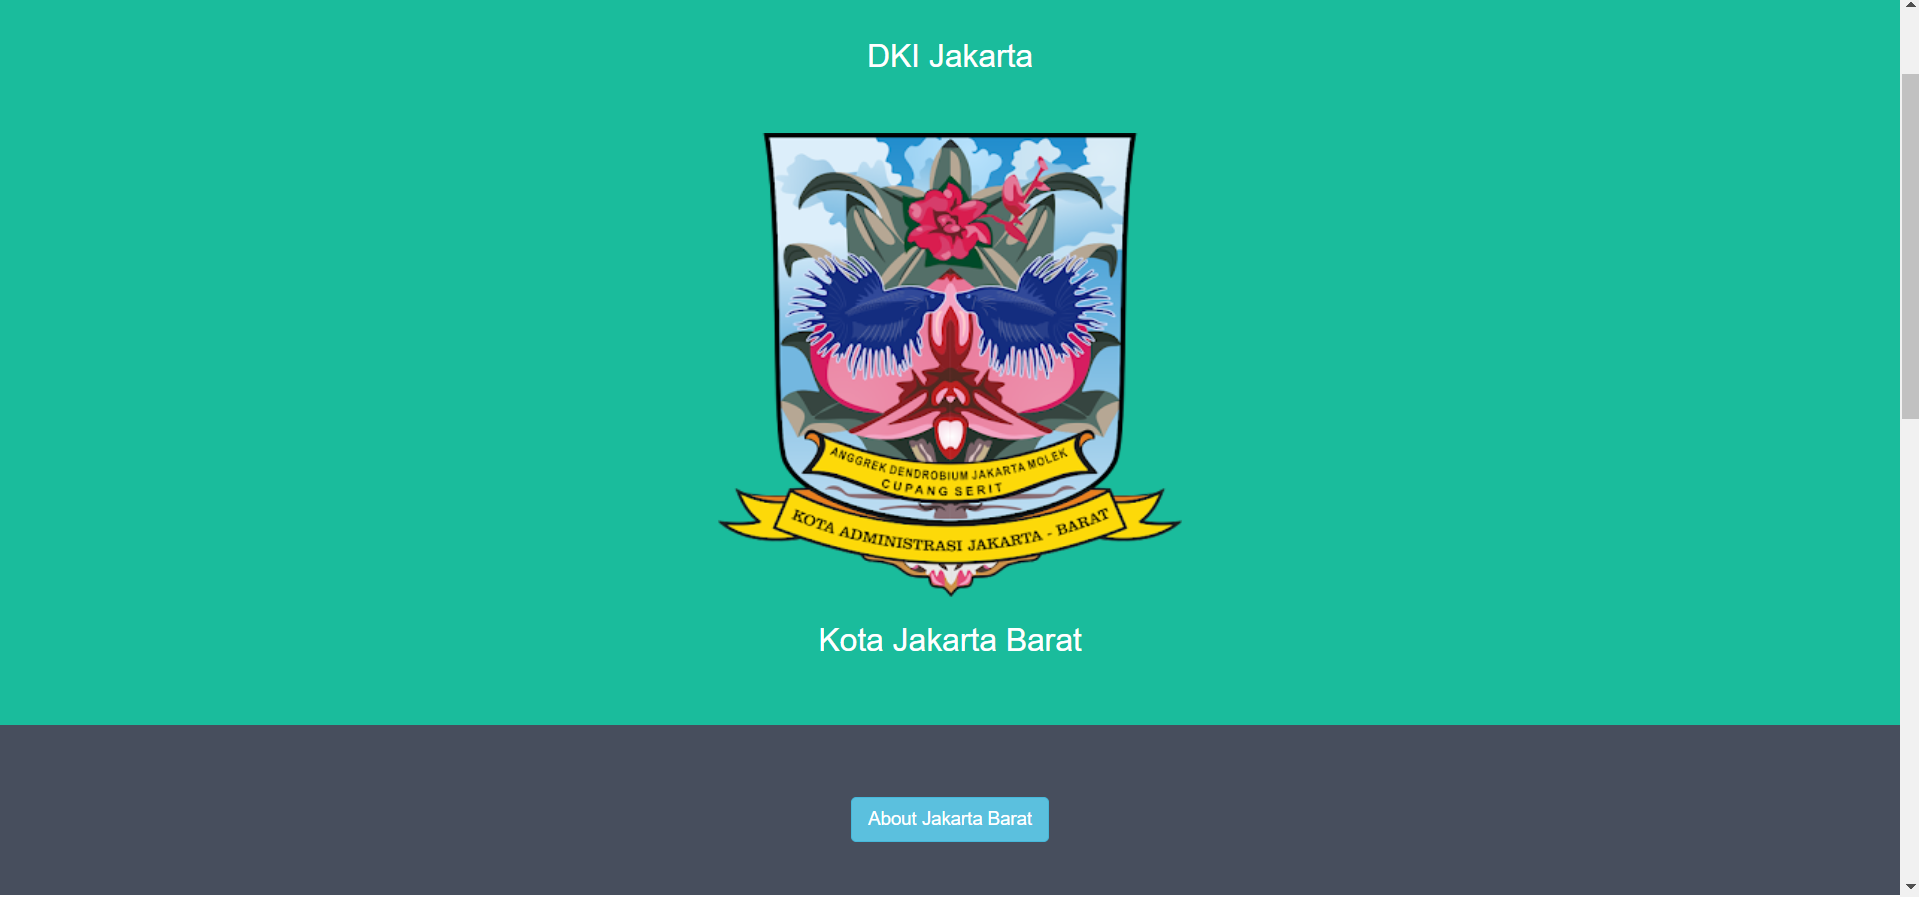 DKI Jakarta
ANGGREK DENDROBIUM JAKARTA MOLEK
CUPANG SERIT
KOTA ADMINISTRASI JAKARTA - BARAT
Kota Jakarta Barat
About Jakarta Barat